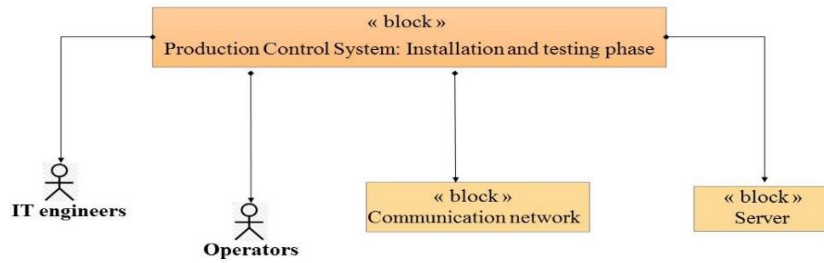 « block »
Production Control System: Installation and testing phase
IT engineers
Operators
« block »
Communication network
« block »
Server